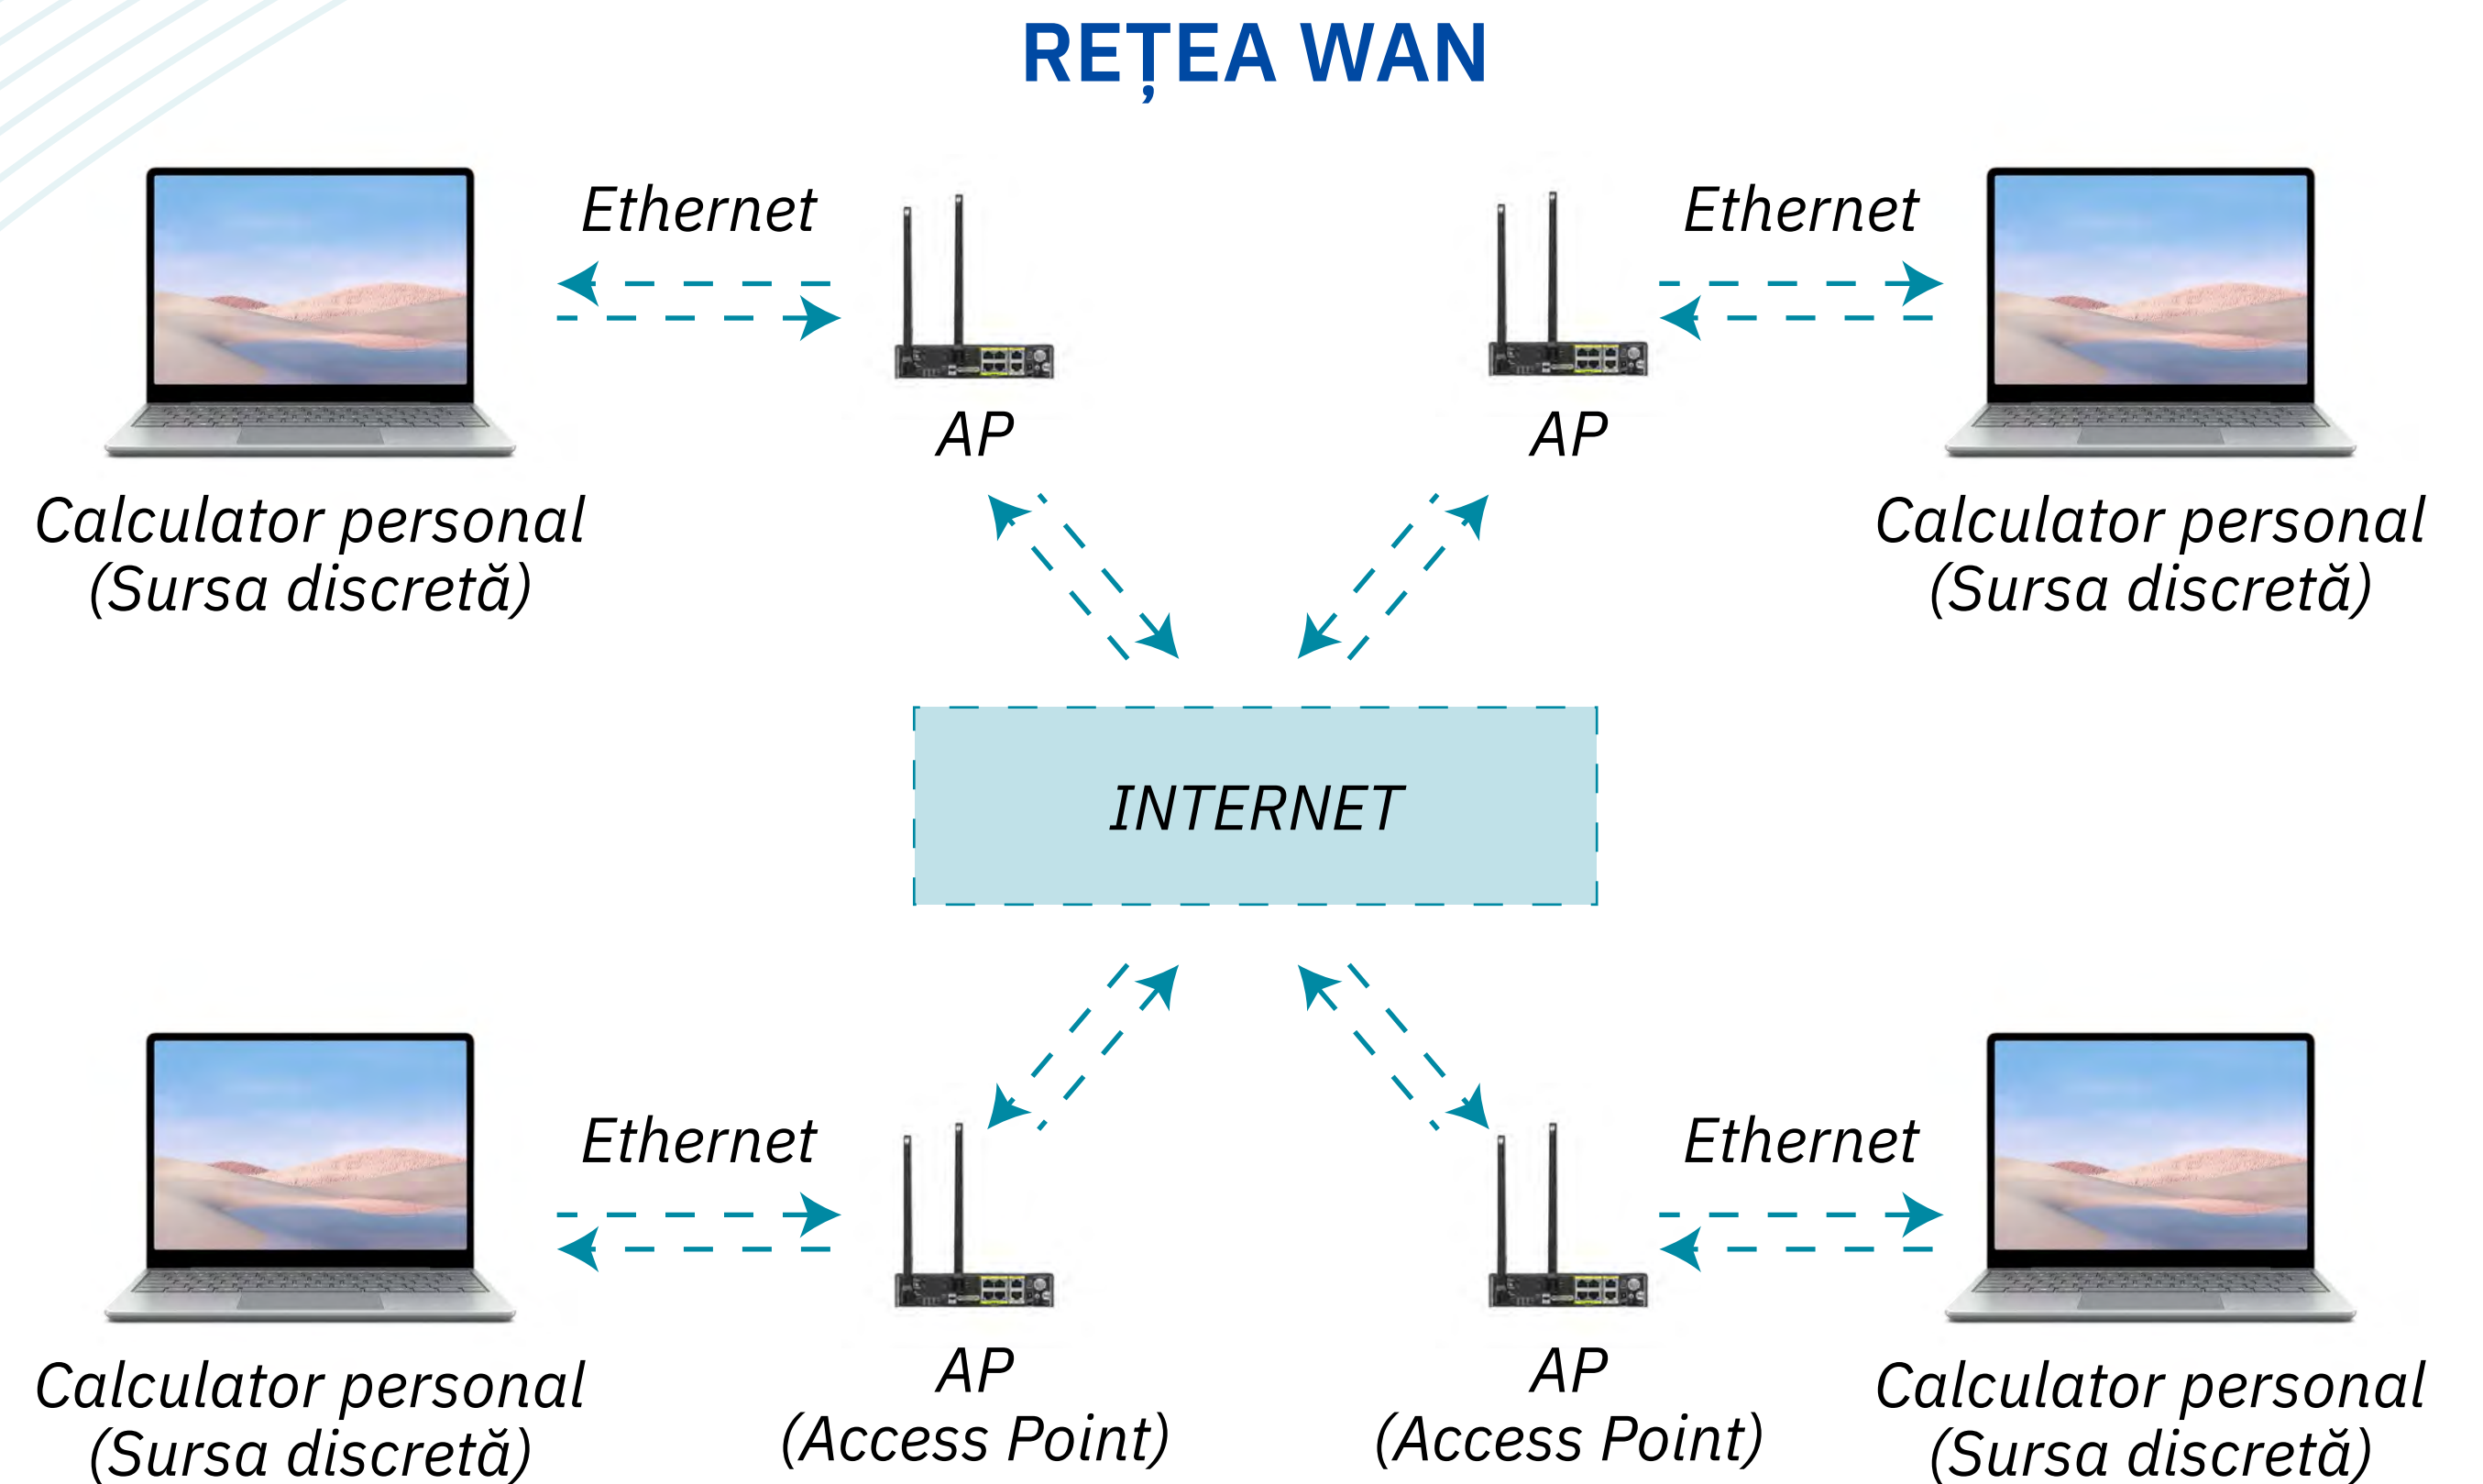 REȚEA WAN
Ethernet
Ethernet
AP
AP
Calculator personal
(Sursa discretă)
Calculator personal
(Sursa discretă)
INTERNET
Ethernet
Ethernet
Calculator personal
(Sursa discretă)
AP
(Access Point)
AP
(Access Point)
Calculator personal
(Sursa discretă)